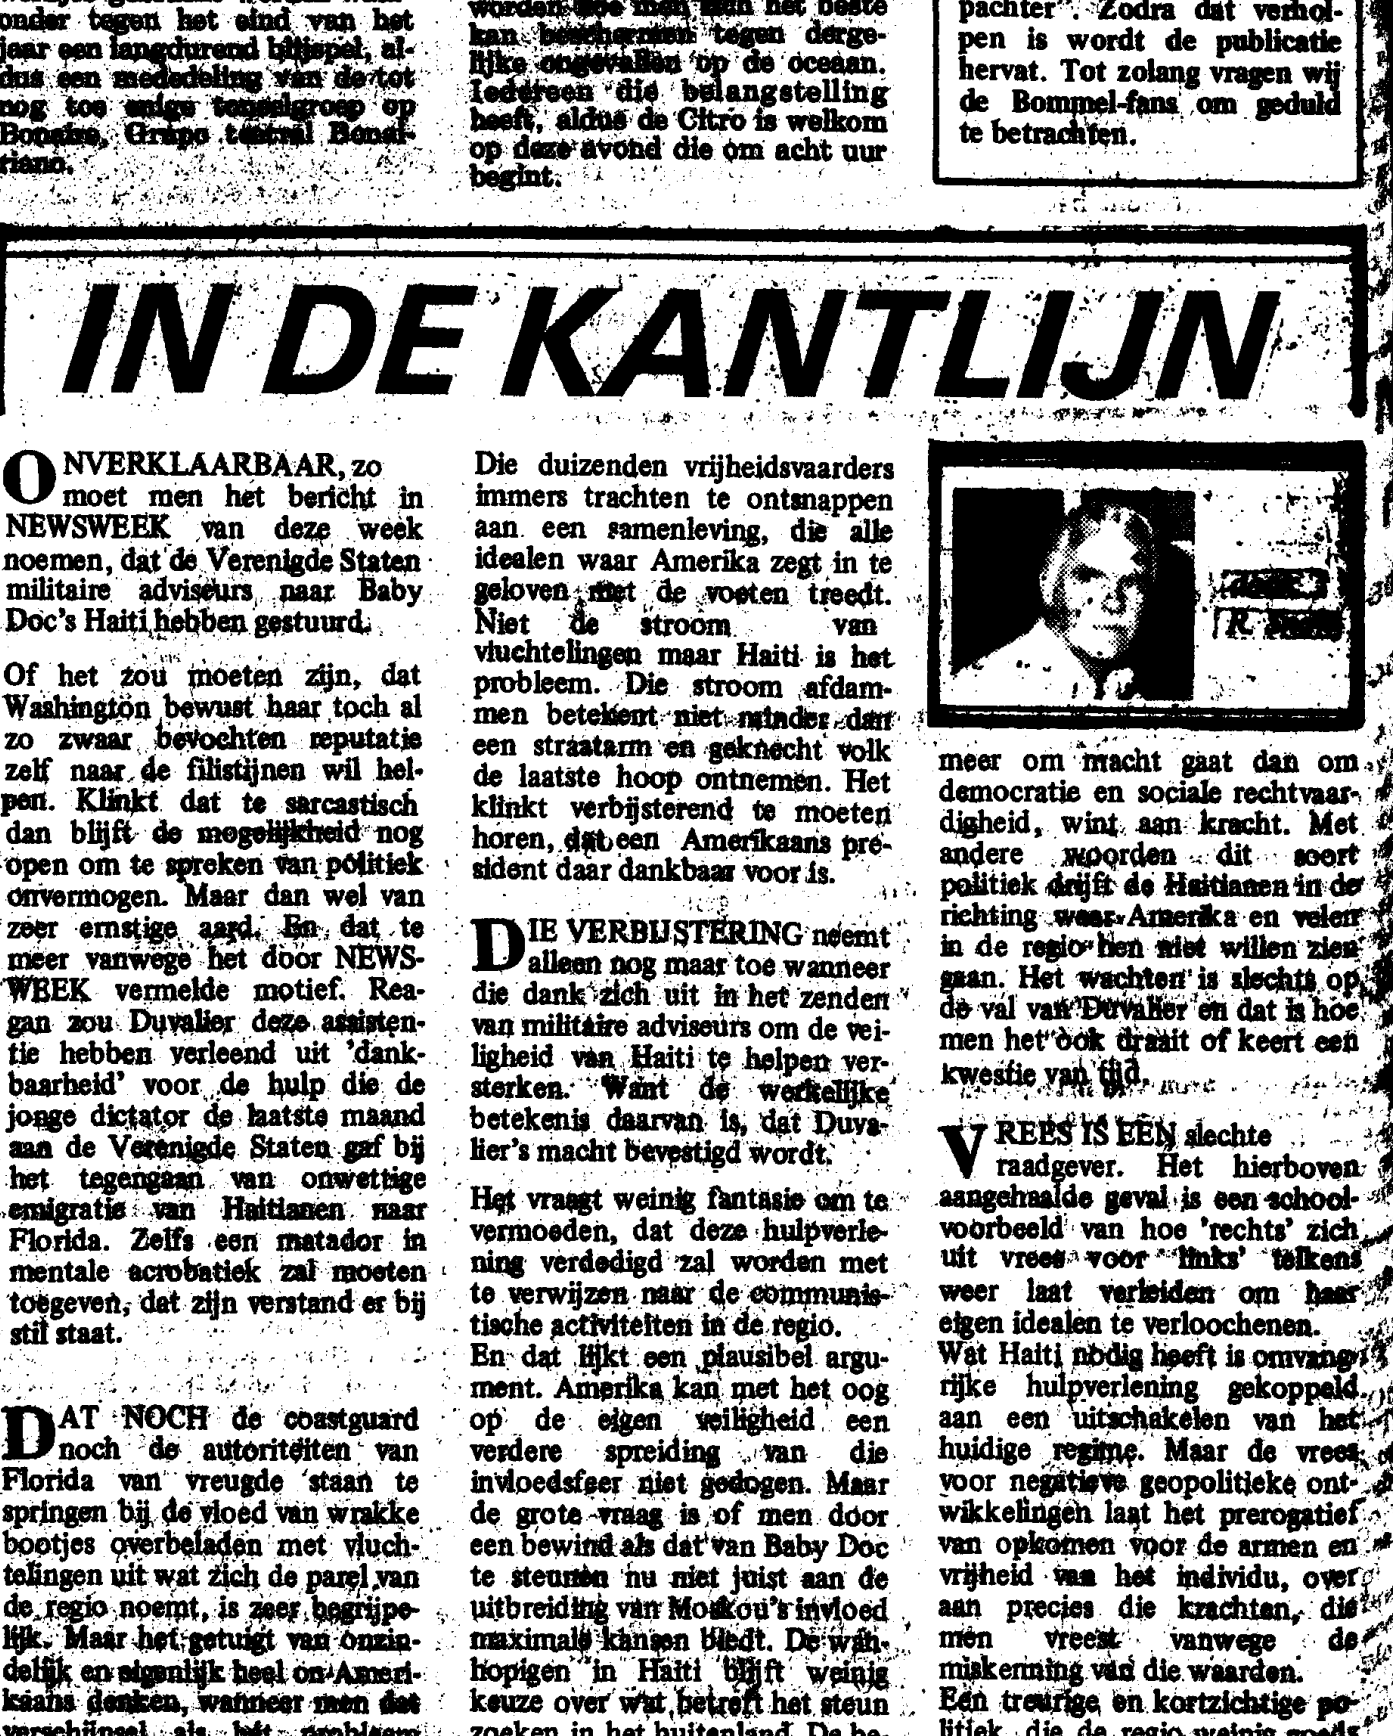 onder tegen het eind van het
jaar een langdurend blijspel, al-
dus een mededeling van de tot
nog toe enige toneelgroep op
Bonaire, Grupo teatral Bonai-
riano.
worden hoe men zich het beste
kan beschermen tegen derge-
lijke ongevallen op de oceaan.
Iedereen die belangstelling
heeft, aldus de Citro is welkom
op deze avond die om acht uur
begint.
pachter". Zodra dat verhol-
pen is wordt de publicatie
hervat. Tot zolang vragen wij
de Bommel-fans om geduld
te betrachten.
IN DE KANTLIJN
ONVERKLAARBAAR, zo
moet men het bericht in
NEWSWEEK van deze week
noemen, dat de Verenigde Staten
militaire adviseurs naar Baby
Doc's Haiti hebben gestuurd.
Of het zou moeten zijn, dat
Washington bewust haar toch al
zo zwaar bevochten reputatie
zelf naar de filistijnen wil hel-
pen. Klinkt dat te sarcastisch
dan blijft de mogelijkheid nog
open om te spreken van politiek
onvermogen. Maar dan wel van
zeer ernstige aard. En dat te
meer vanwege het door NEWS-
WEEK vermelde motief. Rea-
gan zou Duvalier deze assisten-
tie hebben verleend uit 'dank-
baarheid' voor de hulp die de
jonge dictator de laatste maand
aan de Verenigde Staten gaf bij
het tegengaan van onwettige
emigratie van Haitianen naar
Florida. Zelfs een matador in
mentale acrobatiek zal moeten
toegeven, dat zijn verstand er bij
stil staat.
DAT NOCH de coastguard
noch de autoriteiten van
Florida van vreugde staan te
springen bij de vloed van wrakke
bootjes overbeladen met vluch-
telingen uit wat zich de parel van
de regio noemt, is zeer begrijpe-
lijk. Maar het getuigt van onzin-
delijk en eigenlijk heel on-Ameri-
kaans denken, wanneer men dat
verschijnsel als hét probleem
Die duizenden vrijheidsvaarders
immers trachten te ontsnappen
aan een samenleving, die alle
idealen waar Amerika zegt in te
geloven met de voeten treedt.
Niet de stroom van
vluchtelingen maar Haiti is het
probleem. Die stroom afdam-
men betekent niet minder dan
een straatarm en geknecht volk
de laatste hoop ontnemen. Het
klinkt verbijsterend te moeten
horen, dat een Amerikaans pre-
sident daar dankbaar voor is.
DIE VERBIJSTERING neemt
alleen nog maar toe wanneer
die dank zich uit in het zenden
van militaire adviseurs om de vei-
ligheid van Haiti te helpen ver-
sterken. Want de werkelijke
betekenis daarvan is, dat Duva-
lier's macht bevestigd wordt.
Het vraagt weinig fantasie om te
vermoeden, dat deze hulpverle-
ning verdedigd zal worden met
te verwijzen naar de communis-
tische activiteiten in de regio.
En dat lijkt een plausibel argu-
ment. Amerika kan met het oog
op de eigen veiligheid een
verdere spreiding van die
invloedsfeer niet gedogen. Maar
de grote vraag is of men door
een bewind als dat van Baby Doc
te steunen nu niet juist aan de
uitbreiding van Moskou's invloed
maximale kansen biedt. De wan-
hopigen in Haiti blijft weinig
keuze over wat betreft het steun
zoeken in het buitenland. De be-
meer om macht gaat dan om
democratie en sociale rechtvaar-
digheid, wint aan kracht. Met
andere woorden dit soort
politiek drijft de Haitianen in de
richting waar Amerika en velen
in de regio hen niet willen zien
gaan. Het wachten is slechts op
de val van Duvalier en dat is hoe
men het ook draait of keert een
kwestie van tijd.
VREES IS EEN slechte
raadgever. Het hierboven
aangehaalde geval is een school-
voorbeeld van hoe 'rechts' zich
uit vrees voor 'links' telkens
weer laat verleiden om haar
eigen idealen te verloochenen.
Wat Haiti nodig heeft is omvang-
rijke hulpverlening gekoppeld
aan een uitschakelen van het
huidige regime. Maar de vrees
voor negatieve geopolitieke ont-
wikkelingen laat het prerogatief
van opkomen voor de armen en
vrijheid van het individu, over
aan precies die krachten, die
men vreest vanwege de
miskenning van die waarden.
Een treurige en kortzichtige po-
litiek, die de regio weinig goeds